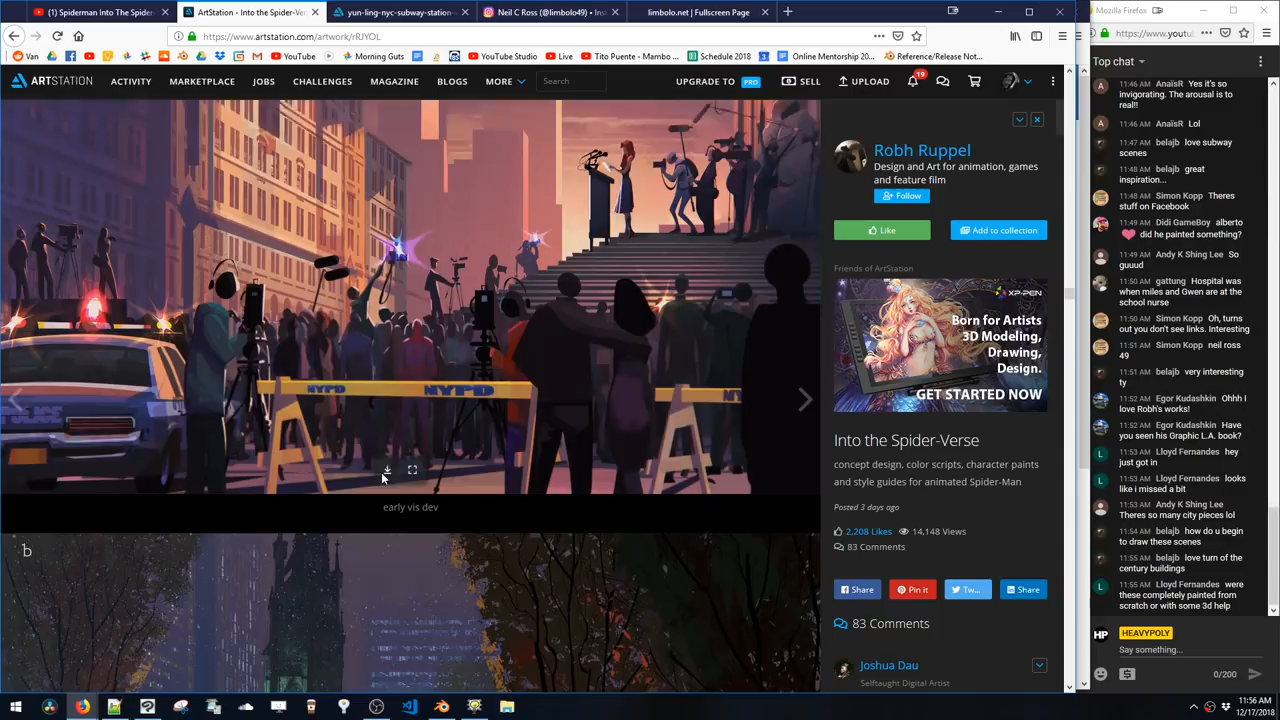 (1) Spiderman Into The Spider-
ArtStation - Into the Spider-Ver
yun-ling-nyc-subway-station-
Neil C Ross (@limbolo49) • Inst
limbolo.net | Fullscreen Page
Mozilla Firefox
https://www.artstation.com/artwork/rRJYOL
https://www.youtu
Van
YouTube
Morning Guts
YouTube Studio
Live
Tito Puente - Mambo ...
Schedule 2018
Online Mentorship 20...
Reference/Release Not...
ARTSTATION
ACTIVITY
MARKETPLACE
JOBS
CHALLENGES
MAGAZINE
BLOGS
MORE
Search
UPGRADE TO PRO
SELL
UPLOAD
19
NYPD
NYPD
NYPD
POLICE
early vis dev
b
Robh Ruppel
Design and Art for animation, games
and feature film
Follow
Like
Add to collection
Friends of ArtStation
XP-PEN
Born for Artists
3D Modeling,
Drawing,
Design.
GET STARTED NOW
Into the Spider-Verse
concept design, color scripts, character paints
and style guides for animated Spider-Man
Posted 3 days ago
2,208 Likes 14,148 Views
83 Comments
Share
Pin it
Tw...
Share
83 Comments
Joshua Dau
Selftaught Digital Artist
Top chat
A 11:46 AM AnaïsR Yes it's so
invigorating. The arousal is to
real!!
A 11:46 AM AnaïsR Lol
11:47 AM belajb love subway
scenes
11:48 AM belajb great
inspiration...
11:48 AM Simon Kopp Theres
stuff on Facebook
11:49 AM Didi GameBoy alberto
did he painted something?
11:49 AM Andy K Shing Lee So
guuud
11:50 AM gattung Hospital was
when miles and Gwen are at the
school nurse
11:50 AM Simon Kopp Oh, turns
out you don't see links. Interesting
11:51 AM Simon Kopp neil ross
49
11:51 AM belajb very interesting
ty
11:52 AM Egor Kudashkin Ohhh I
love Robh's works!
11:52 AM Egor Kudashkin Have
you seen his Graphic L.A. book?
L 11:53 AM Lloyd Fernandes hey
just got in
L 11:53 AM Lloyd Fernandes looks
like i missed a bit
11:53 AM Andy K Shing Lee
Theres so many city pieces lol
11:54 AM belajb how do u begin
to draw these scenes
11:55 AM belajb love turn of the
century buildings
L 11:55 AM Lloyd Fernandes were
these completely painted from
scratch or with some 3d help
HP HEAVYPOLY
Say something...
0/200
11:56 AM
12/17/2018